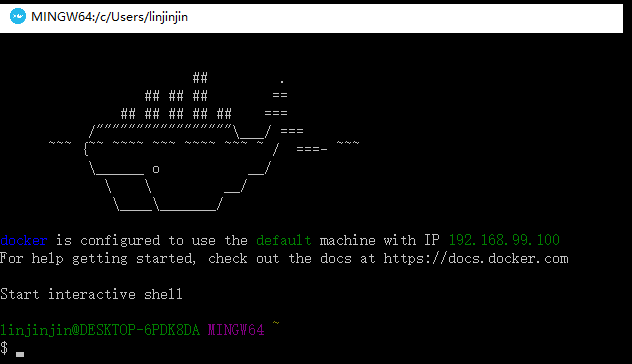 MINGW64:/c/Users/linjinjin
                        ##         .
                  ## ## ##        ==
               ## ## ## ## ##    ===
           /"""""""""""""""""\___/ ===
      ~~~ {~~ ~~~~ ~~~ ~~~~ ~~~ ~ /  ===- ~~~
           \______ o           __/
             \    \         __/
              \____\_______/
docker is configured to use the default machine with IP 192.168.99.100
For help getting started, check out the docs at https://docs.docker.com
Start interactive shell
linjinjin@DESKTOP-6PDK8DA MINGW64 ~
$